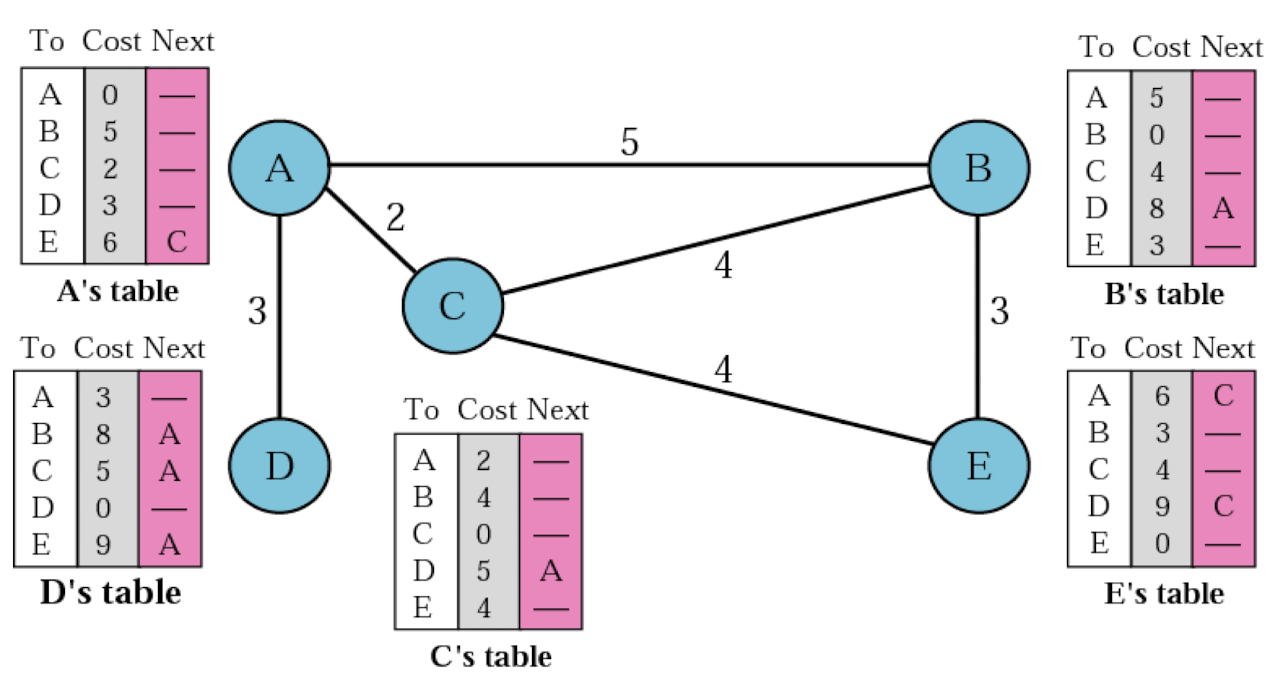 To Cost Next
A 0 —
B 5 —
C 2 —
D 3 —
E 6 C
A's table
To Cost Next
A 5 —
B 0 —
C 4 —
D 8 A
E 3 —
B's table
A
5
B
2
C
4
3
3
4
D
E
To Cost Next
A 3 —
B 8 A
C 5 A
D 0 —
E 9 A
D's table
To Cost Next
A 2 —
B 4 —
C 0 —
D 5 A
E 4 —
C's table
To Cost Next
A 6 C
B 3 —
C 4 —
D 9 C
E 0 —
E's table